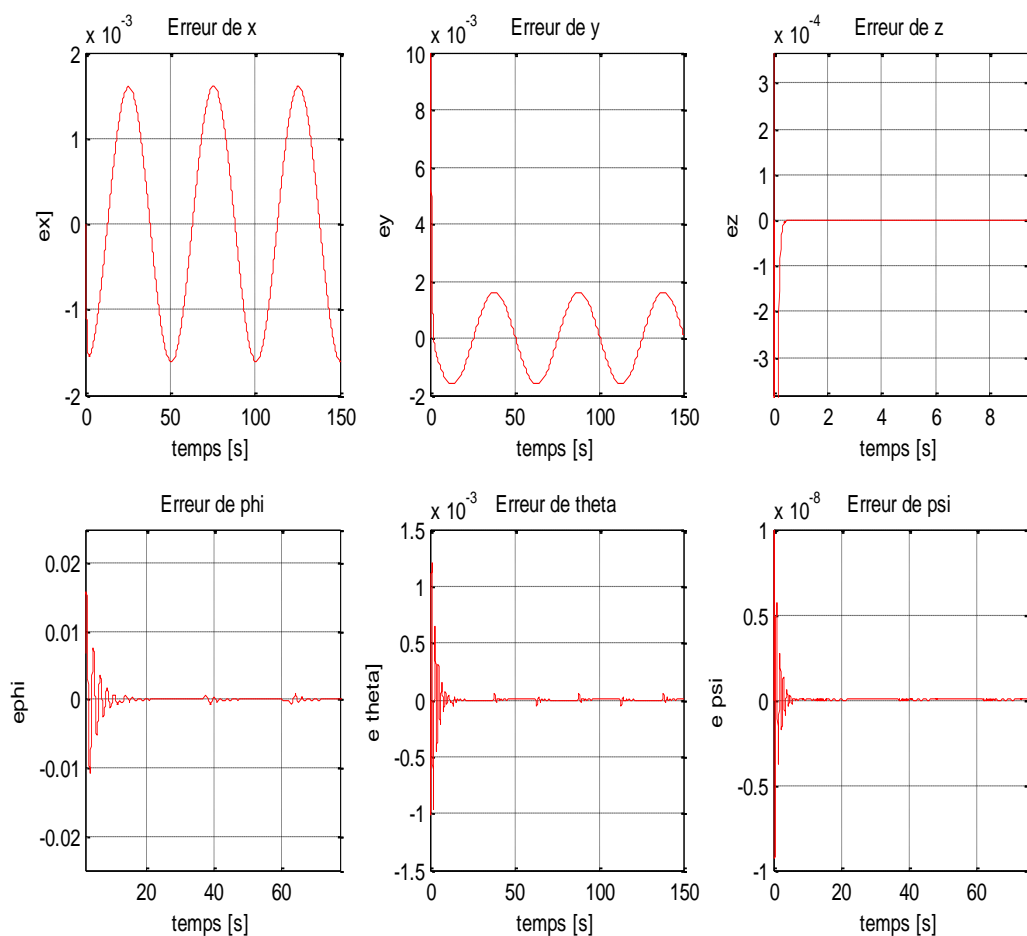 x 10^-3
Erreur de x
2
1
0
-1
-2
ex]
0 50 100 150
temps [s]
x 10^-3
Erreur de y
10
8
6
4
2
0
-2
ey
0 50 100 150
temps [s]
x 10^-4
Erreur de z
3
2
1
0
-1
-2
-3
ez
0 2 4 6 8
temps [s]
Erreur de phi
0.02
0.01
0
-0.01
-0.02
ephi
20 40 60
temps [s]
x 10^-3
Erreur de theta
1.5
1
0.5
0
-0.5
-1
-1.5
e theta]
0 50 100 150
temps [s]
x 10^-8
Erreur de psi
1
0.5
0
-0.5
-1
e psi
0 20 40 60
temps [s]